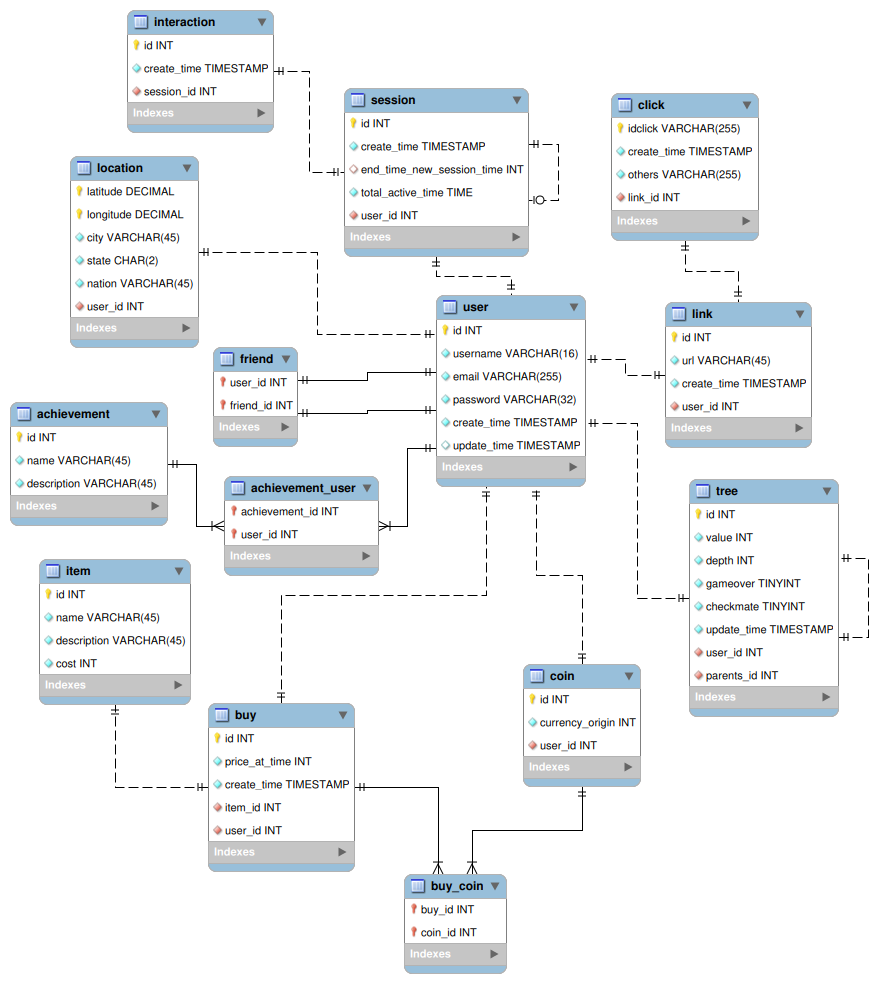 interaction
id INT
create_time TIMESTAMP
session_id INT
Indexes
session
id INT
create_time TIMESTAMP
end_time_new_session_time INT
total_active_time TIME
user_id INT
Indexes
click
idclick VARCHAR(255)
create_time TIMESTAMP
others VARCHAR(255)
link_id INT
Indexes
location
latitude DECIMAL
longitude DECIMAL
city VARCHAR(45)
state CHAR(2)
nation VARCHAR(45)
user_id INT
Indexes
user
id INT
username VARCHAR(16)
email VARCHAR(255)
password VARCHAR(32)
create_time TIMESTAMP
update_time TIMESTAMP
Indexes
link
id INT
url VARCHAR(45)
create_time TIMESTAMP
user_id INT
Indexes
friend
user_id INT
friend_id INT
Indexes
achievement
id INT
name VARCHAR(45)
description VARCHAR(45)
Indexes
achievement_user
achievement_id INT
user_id INT
Indexes
tree
id INT
value INT
depth INT
gameover TINYINT
checkmate TINYINT
update_time TIMESTAMP
user_id INT
parents_id INT
Indexes
item
id INT
name VARCHAR(45)
description VARCHAR(45)
cost INT
Indexes
coin
id INT
currency_origin INT
user_id INT
Indexes
buy
id INT
price_at_time INT
create_time TIMESTAMP
item_id INT
user_id INT
Indexes
buy_coin
buy_id INT
coin_id INT
Indexes